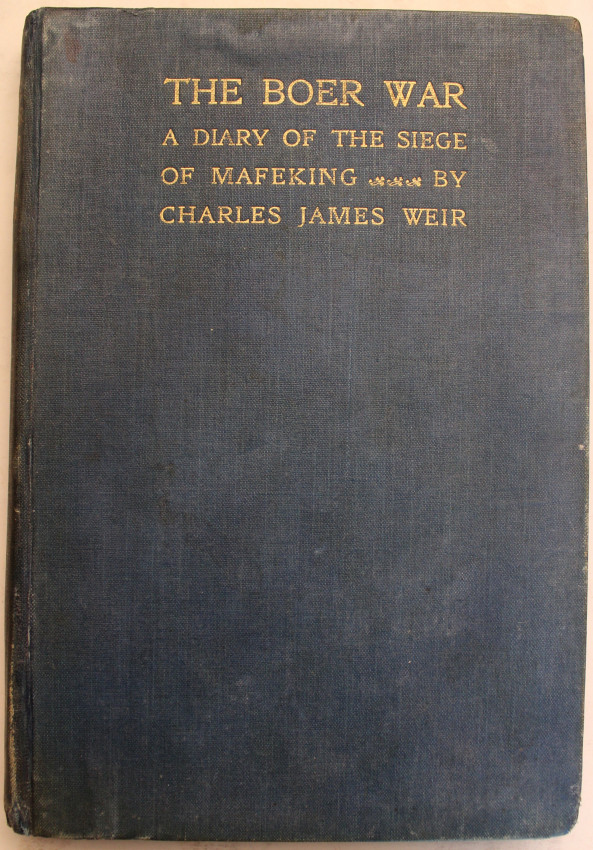 THE BOER WAR
A DIARY OF THE SIEGE
OF MAFEKING BY
CHARLES JAMES WEIR